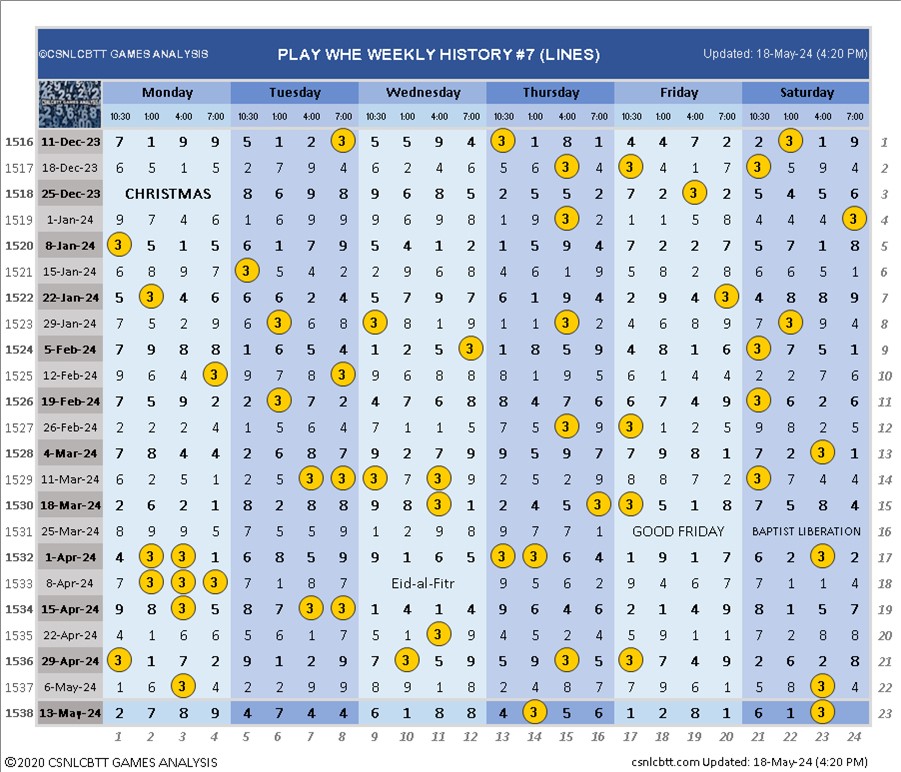 ©CSNLCBTT GAMES ANALYSIS PLAY WHE WEEKLY HISTORY #7 (LINES) Updated: 18-May-24 (4:20 PM)
Monday Tuesday Wednesday Thursday Friday Saturday
10:30 1:00 4:00 7:00 10:30 1:00 4:00 7:00 10:30 1:00 4:00 7:00 10:30 1:00 4:00 7:00 10:30 1:00 4:00 7:00 10:30 1:00 4:00 7:00
1516 11-Dec-23 7 1 9 9 5 1 2 3 5 5 9 4 3 1 8 1 4 4 7 2 2 3 1 9 1
1517 18-Dec-23 6 5 1 5 2 7 9 4 6 2 4 6 5 6 3 4 3 4 1 7 3 5 9 4 2
1518 25-Dec-23 CHRISTMAS 8 6 9 8 9 6 8 5 2 5 5 2 7 2 3 2 5 4 5 6 3
1519 1-Jan-24 9 7 4 6 1 6 9 9 9 6 9 8 1 9 3 2 1 1 5 8 4 4 4 3 4
1520 8-Jan-24 3 5 1 5 6 1 7 9 5 4 1 2 1 5 9 4 7 2 2 7 5 7 1 8 5
1521 15-Jan-24 6 8 9 7 3 5 4 2 2 9 6 8 4 6 1 9 5 8 2 8 6 6 5 1 6
1522 22-Jan-24 5 3 4 6 6 6 2 4 5 7 9 7 6 1 9 4 2 9 4 3 4 8 8 9 7
1523 29-Jan-24 7 5 2 9 6 3 6 8 3 8 1 9 1 1 3 2 4 6 8 9 7 3 9 4 8
1524 5-Feb-24 7 9 8 8 1 6 5 4 1 2 5 3 1 8 5 9 4 8 1 6 3 7 5 1 9
1525 12-Feb-24 9 6 4 3 9 7 8 3 9 6 8 8 8 1 9 5 6 1 4 4 2 2 7 6 10
1526 19-Feb-24 7 5 9 2 2 3 7 2 4 7 6 8 8 4 7 6 6 4 4 9 3 6 2 6 11
1527 26-Feb-24 2 2 2 4 1 5 6 4 7 1 1 5 7 5 3 9 3 1 2 5 9 8 2 5 12
1528 4-Mar-24 7 8 4 4 2 6 8 7 9 2 7 9 9 5 9 7 7 9 8 1 7 2 3 1 13
1529 11-Mar-24 6 2 5 1 2 5 3 3 3 9 3 1 2 5 2 9 8 8 7 2 3 7 4 4 14
1530 18-Mar-24 2 6 2 1 8 2 8 8 9 8 3 1 2 4 5 3 3 5 1 8 7 5 8 4 15
1531 25-Mar-24 8 9 9 5 7 5 5 9 1 2 9 8 9 7 7 1 GOOD FRIDAY BAPTIST LIBERATION 16
1532 1-Apr-24 4 3 3 1 6 8 5 9 9 1 6 5 3 3 6 4 1 9 7 1 6 2 3 2 17
1533 8-Apr-24 7 3 3 3 7 1 8 7 Eid-al-Fitr 9 5 6 2 9 4 6 7 7 1 1 4 18
1534 15-Apr-24 9 8 3 5 8 7 3 3 1 4 1 4 9 6 4 6 2 1 4 9 8 1 5 7 19
1535 22-Apr-24 4 1 6 6 5 6 1 7 5 1 3 9 4 5 2 4 5 9 1 1 7 2 8 8 20
1536 29-Apr-24 3 1 7 2 9 1 2 9 7 3 5 9 5 9 3 5 3 7 4 9 2 6 2 8 21
1537 6-May-24 1 6 3 4 2 2 9 9 8 9 1 8 2 4 8 7 7 9 6 1 5 8 3 4 22
1538 13-May-24 2 7 8 9 4 7 4 4 6 1 8 8 4 3 5 6 1 2 8 1 6 1 3 23
1 2 3 4 5 6 7 8 9 10 11 12 13 14 15 16 17 18 19 20 21 22 23 24
©2020 CSNLCBTT GAMES ANALYSIS csnlcbtt.com Updated: 18-May-24 (4:20 PM)